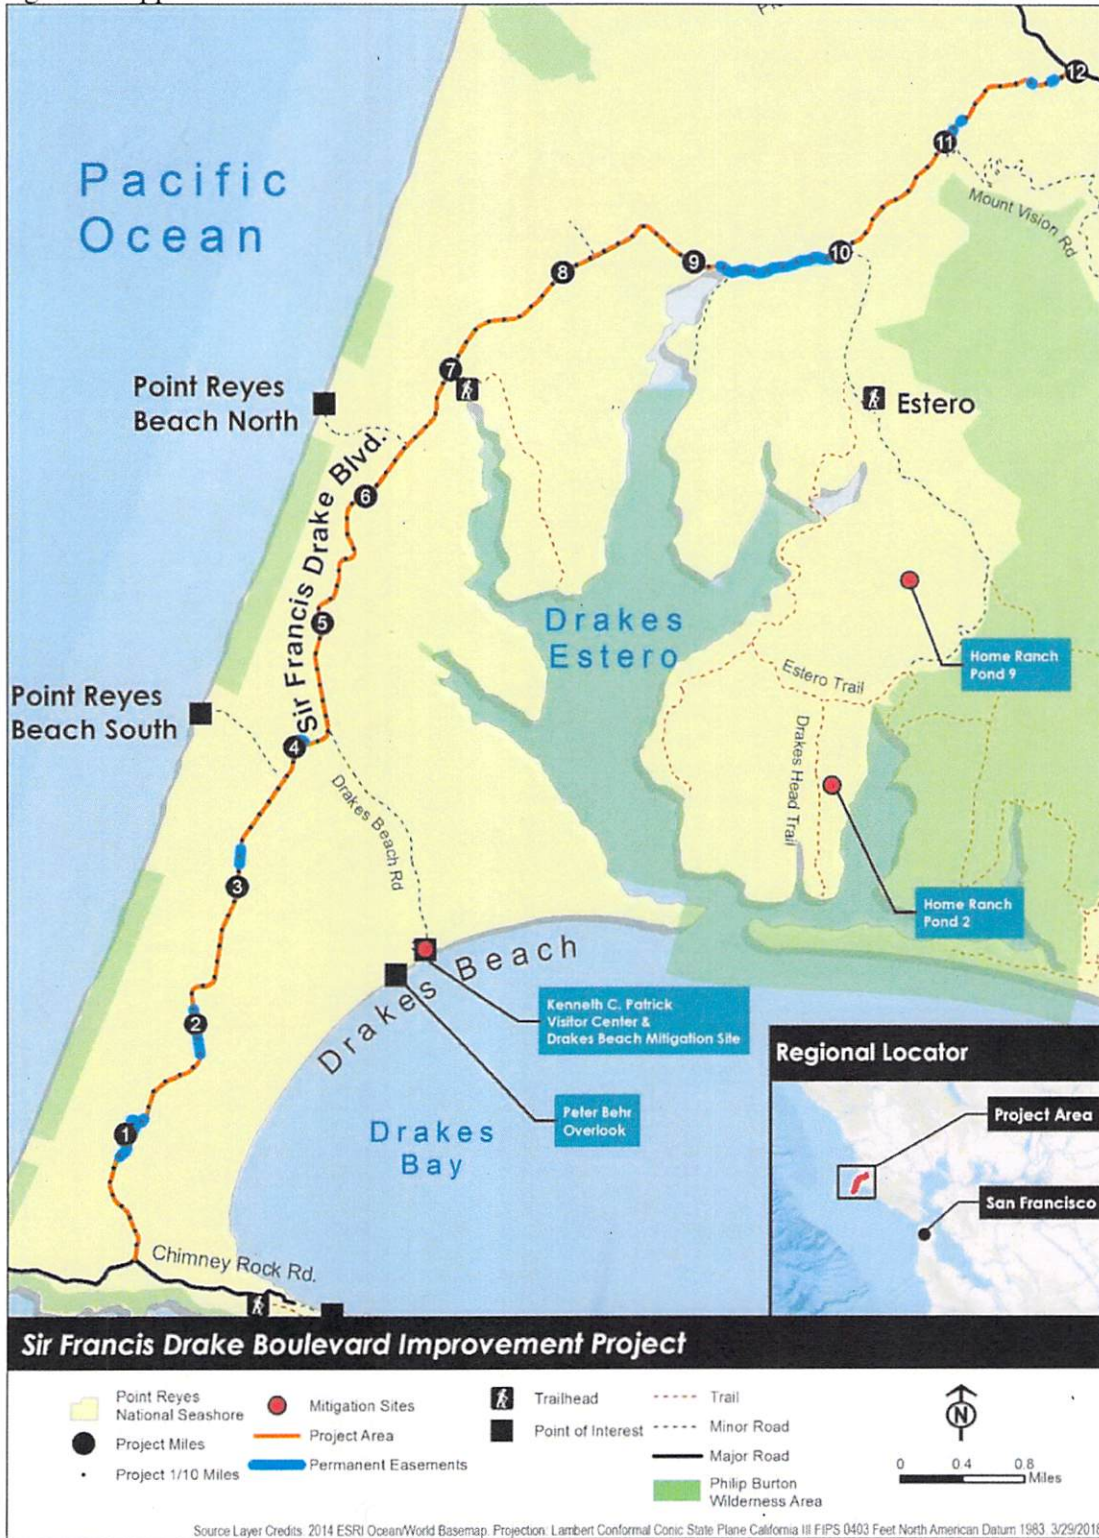 Pacific
Ocean
12
11
Mount Vision Rd
10
9
8
7
Point Reyes
Beach North
Estero
Sir Francis Drake Blvd.
6
5
Drakes
Estero
Home Ranch
Pond 9
Estero Trail
Point Reyes
Beach South
4
Drakes Head Trail
Drakes Beach Rd
3
Home Ranch
Pond 2
Drakes Beach
Kenneth C. Patrick
Visitor Center &
Drakes Beach Mitigation Site
2
Peter Behr
Overlook
1
Drakes
Bay
Regional Locator
Project Area
San Francisco
Chimney Rock Rd.
Sir Francis Drake Boulevard Improvement Project
Point Reyes
National Seashore
Project Miles
Project 1/10 Miles
Mitigation Sites
Project Area
Permanent Easements
Trailhead
Point of Interest
Trail
Minor Road
Major Road
Philip Burton
Wilderness Area
N
0 0.4 0.8
Miles
Source Layer Credits: 2014 ESRI Ocean/World Basemap. Projection: Lambert Conformal Conic State Plane California III FIPS 0403 Feet North American Datum 1983 3/29/2016